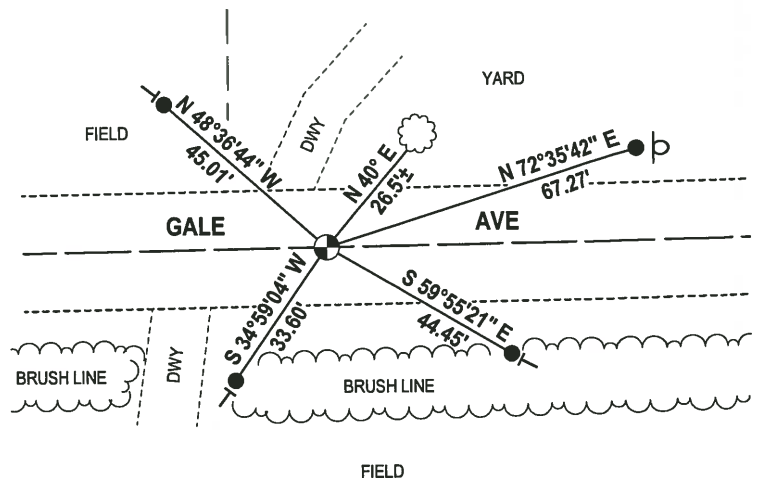 YARD
FIELD
N 48°36'44" W
45.01'
DWY
N 40° E
26.5'±
N 72°35'42" E
67.27'
GALE AVE
S 34°59'04" W
33.60'
S 59°55'21" E
44.45'
BRUSH LINE
DWY
BRUSH LINE
FIELD